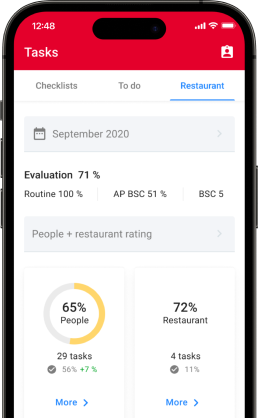 12:48
Tasks
Checklists To do Restaurant
September 2020
Evaluation 71 %
Routine 100 % AP BSC 51 % BSC 5
People + restaurant rating
65% 72%
People Restaurant
29 tasks 4 tasks
56% +7 % 11%
More More